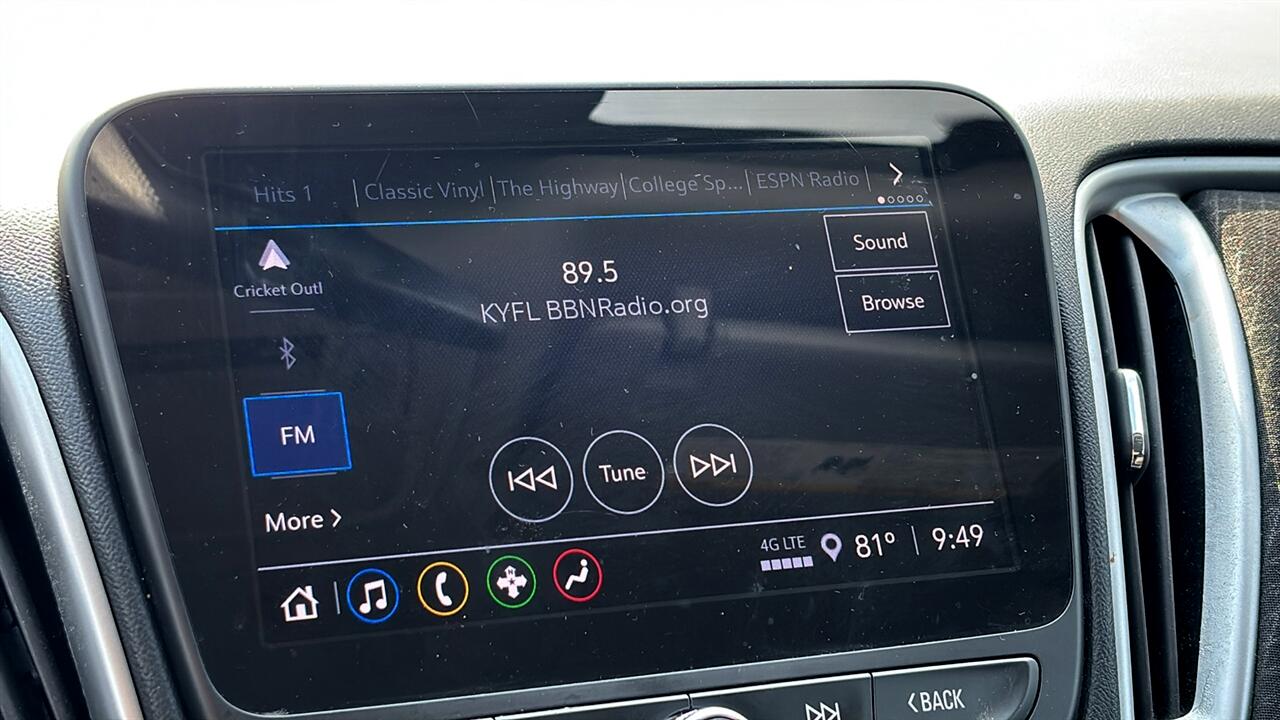 Hits 1 | Classic Vinyl | The Highway | College Sp... | ESPN Radio |
Cricket Outl
89.5
KYFL BBNRadio.org
Sound
Browse
FM
Tune
More
4G LTE 81° | 9:49
BACK